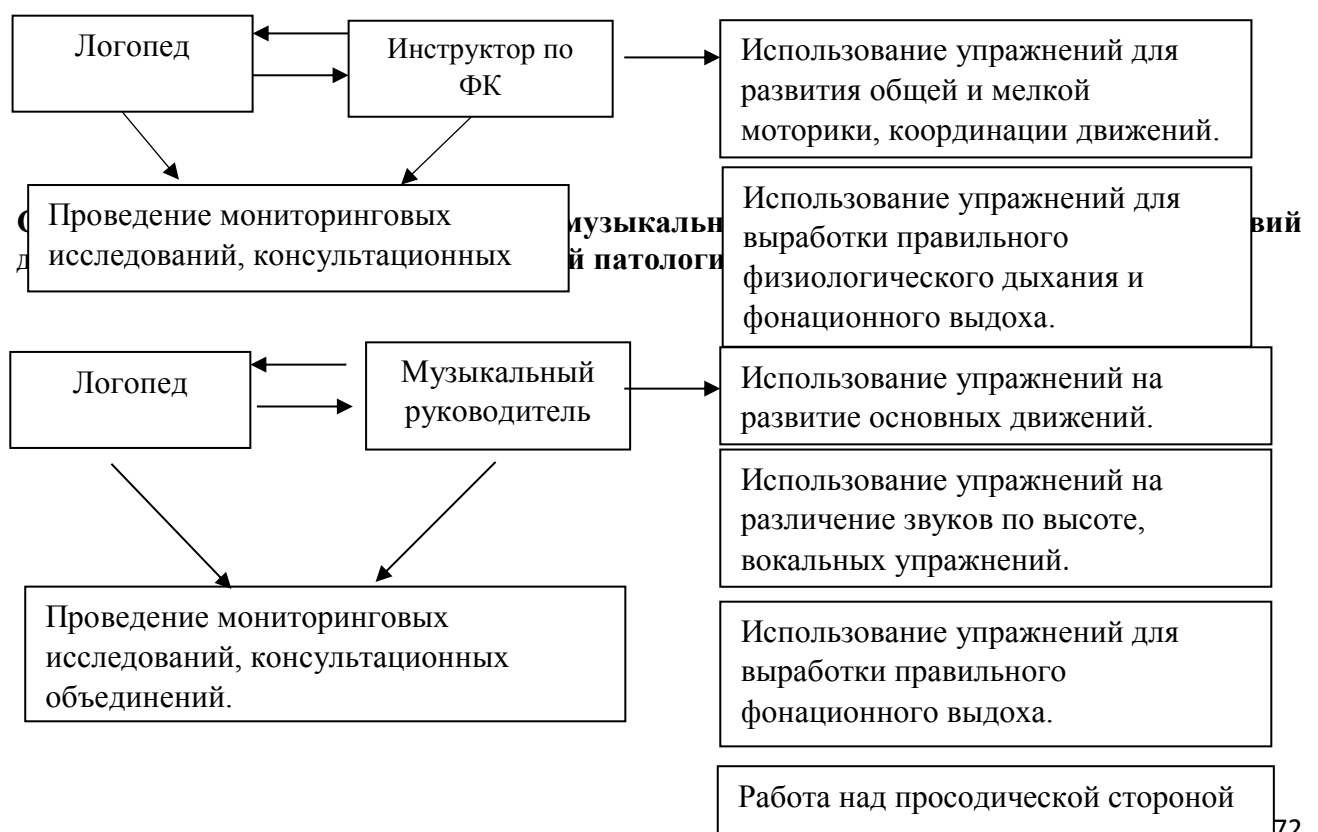 Логопед
Инструктор по
ФК
Использование упражнений для
развития общей и мелкой
моторики, координации движений.
Проведение мониторинговых
исследований, консультационных
Использование упражнений для
выработки правильного
физиологического дыхания и
фонационного выдоха.
Логопед
Музыкальный
руководитель
Использование упражнений на
развитие основных движений.
Использование упражнений на
различение звуков по высоте,
вокальных упражнений.
Проведение мониторинговых
исследований, консультационных
объединений.
Использование упражнений для
выработки правильного
фонационного выдоха.
Работа над просодической стороной
72